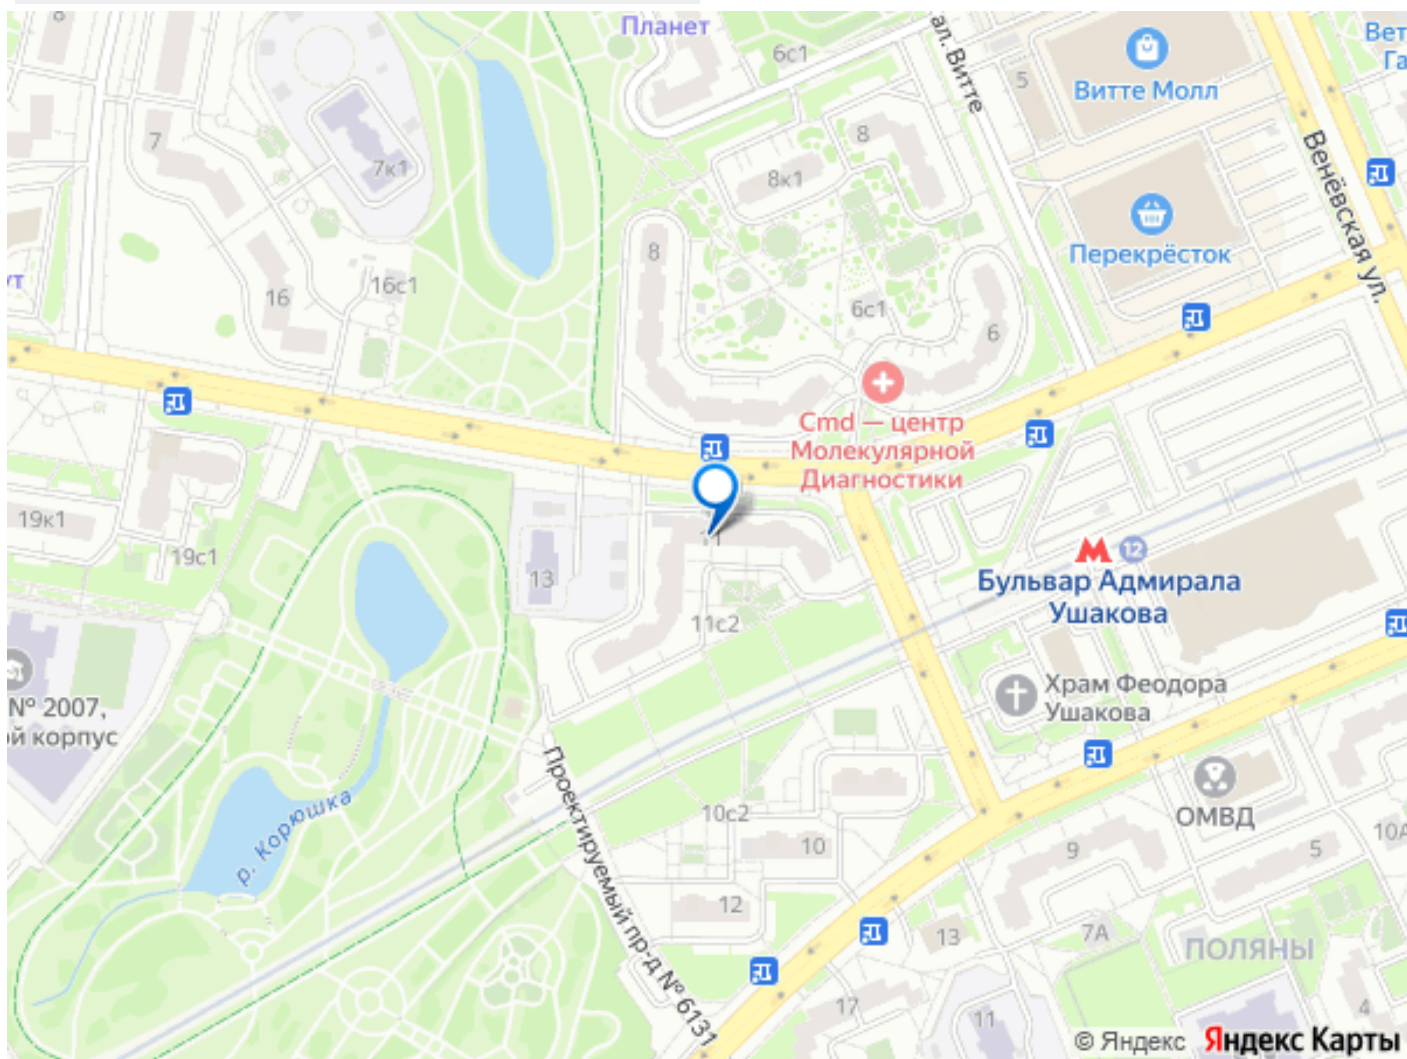 8
Планет
6с1
ал. Витте
5
Витте Молл
Вет
Га
7
7к1
8
8к1
Венёвская ул.
Перекрёсток
ут
16
16с1
8
6с1
6
Cmd — центр
Молекулярной
Диагностики
19к1
19с1
13
11с2
12
Бульвар Адмирала
Ушакова
№ 2007,
й корпус
Храм Феодора
Ушакова
р. Корюшка
Проектируемый пр-д № 6131
10с2
10
12
ОМВД
9
5
10А
13
7А
ПОЛЯНЫ
17
11
4
© Яндекс Яндекс Карты